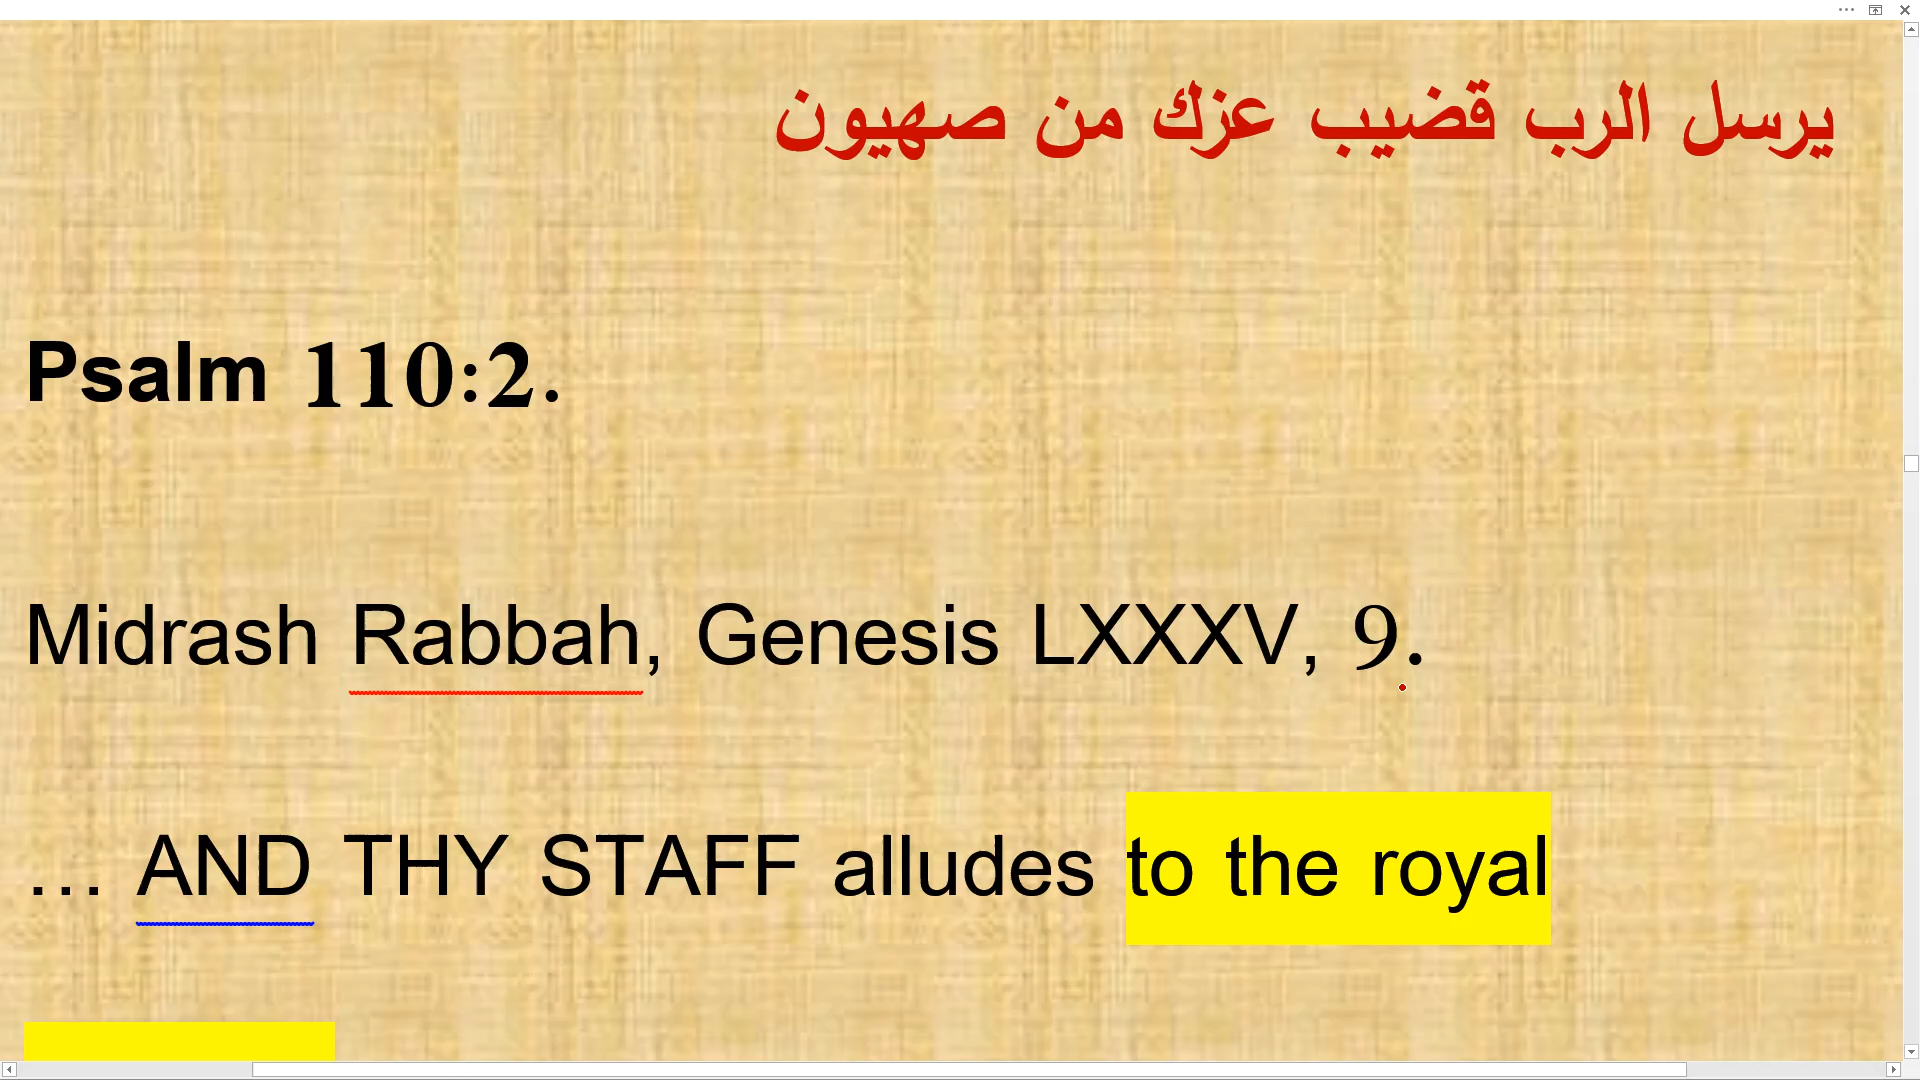 يرسل الرب قضيب عزك من صهيون
Psalm 110:2.
Midrash Rabbah, Genesis LXXXV, 9.
… AND THY STAFF alludes to the royal